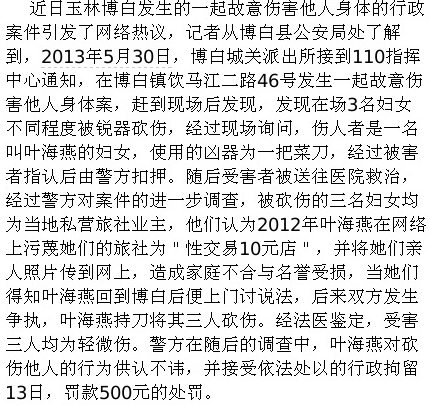 近日玉林博白发生的一起故意伤害他人身体的行政
案件引发了网络热议，记者从博白县公安局处了解
到，2013年5月30日，博白城关派出所接到110指挥
中心通知，在博白镇饮马江二路46号发生一起故意伤
害他人身体案，赶到现场后发现，发现在场3名妇女
不同程度被锐器砍伤，经过现场询问，伤人者是一名
叫叶海燕的妇女，使用的凶器为一把菜刀，经过被害
者指认后由警方扣押。随后受害者被送往医院救治，
经过警方对案件的进一步调查，被砍伤的三名妇女均
为当地私营旅社业主，他们认为2012年叶海燕在网络
上污蔑她们的旅社为＂性交易10元店＂，并将她们亲
人照片传到网上，造成家庭不合与名誉受损，当她们
得知叶海燕回到博白后便上门讨说法，后来双方发生
争执，叶海燕持刀将其三人砍伤。经法医鉴定，受害
三人均为轻微伤。警方在随后的调查中，叶海燕对砍
伤他人的行为供认不讳，并接受依法处以的行政拘留
13日，罚款500元的处罚。